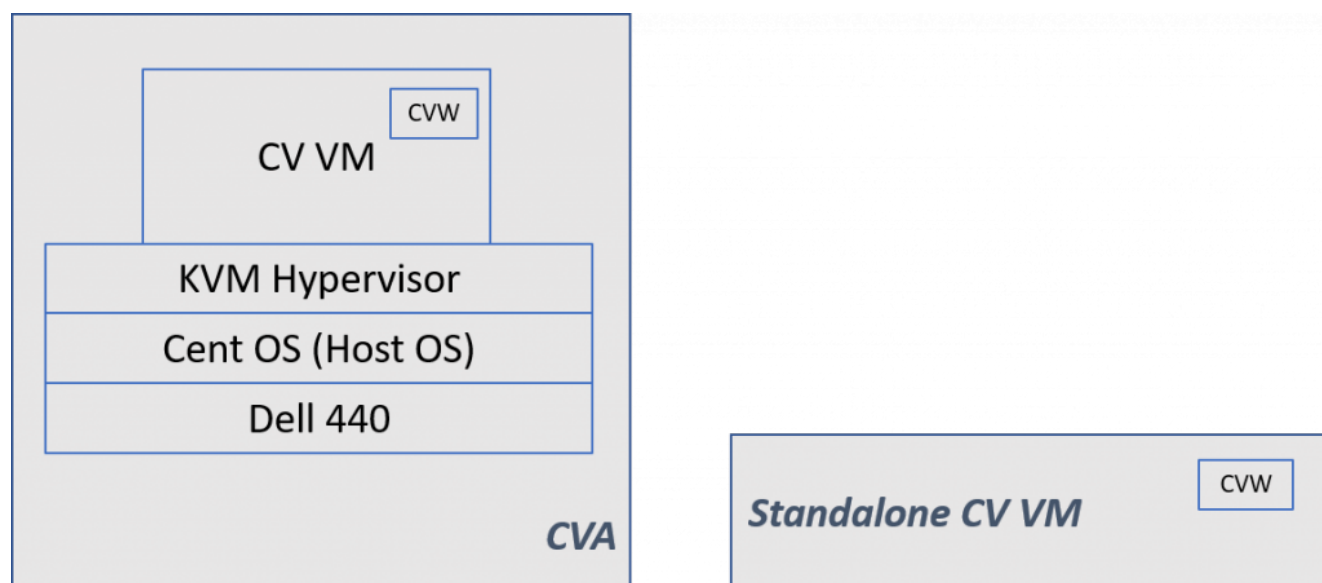 CVW
CV VM
KVM Hypervisor
Cent OS (Host OS)
Dell 440
CVA
CVW
Standalone CV VM